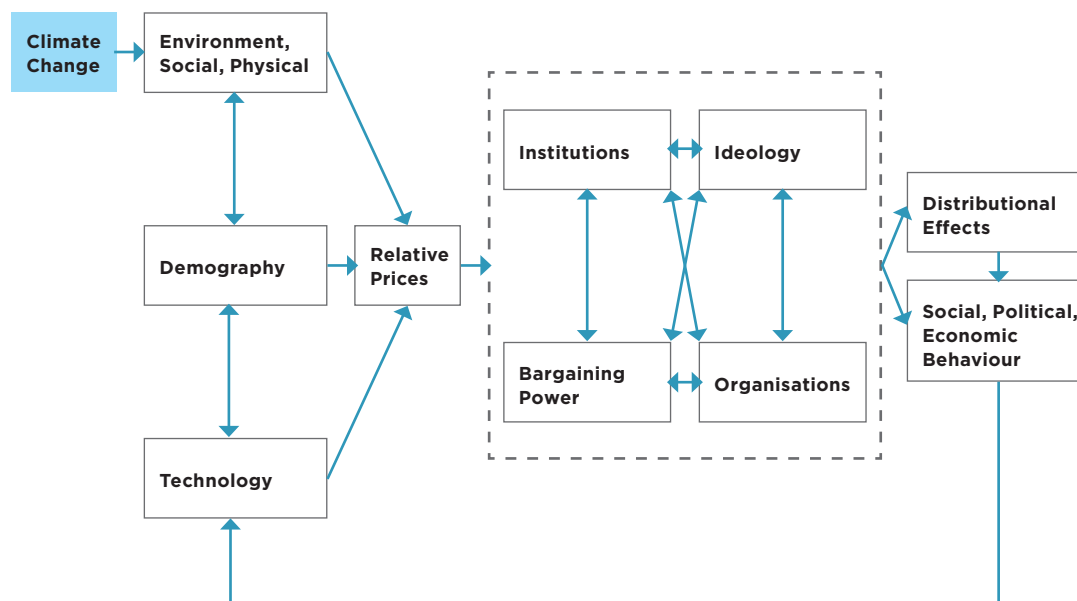 Climate
Change
Environment,
Social, Physical
Institutions
Ideology
Distributional
Effects
Demography
Relative
Prices
Social, Political,
Economic
Behaviour
Bargaining
Power
Organisations
Technology